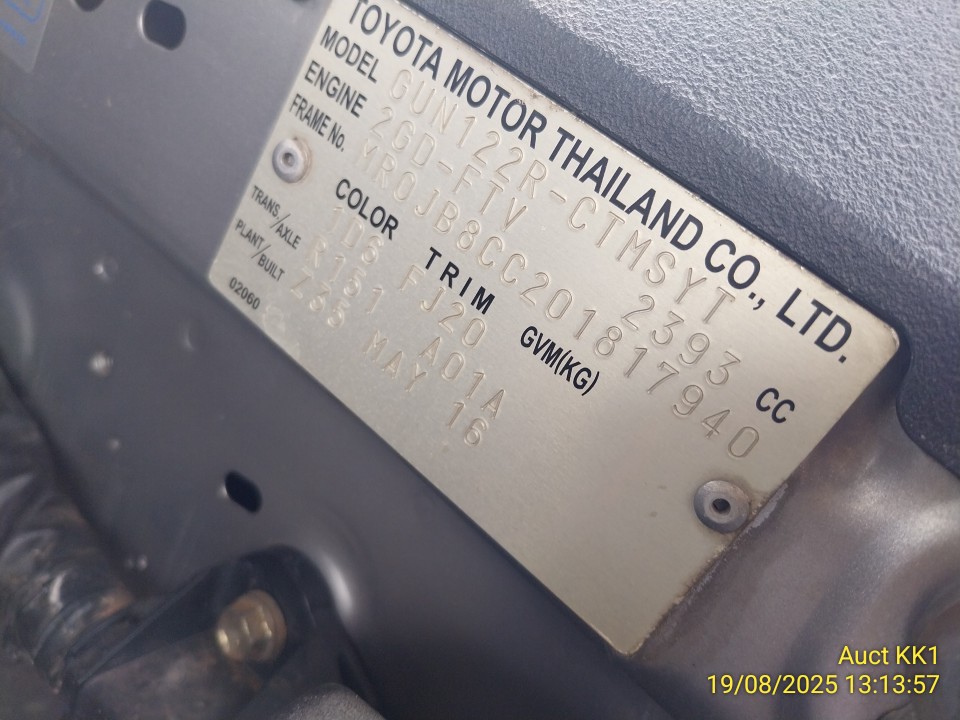 TOYOTA MOTOR THAILAND CO., LTD.
MODEL GUN122R-CTMSYT
ENGINE 2GD-FTV 2393 CC
FRAME No. MR0JB8CC201817940
COLOR TRIM GVM(KG)
1D6 FJ20
TRANS/AXLE R151 A01A
PLANT/BUILT Z65 MAY 16
02060
Auct KK1
19/08/2025 13:13:57